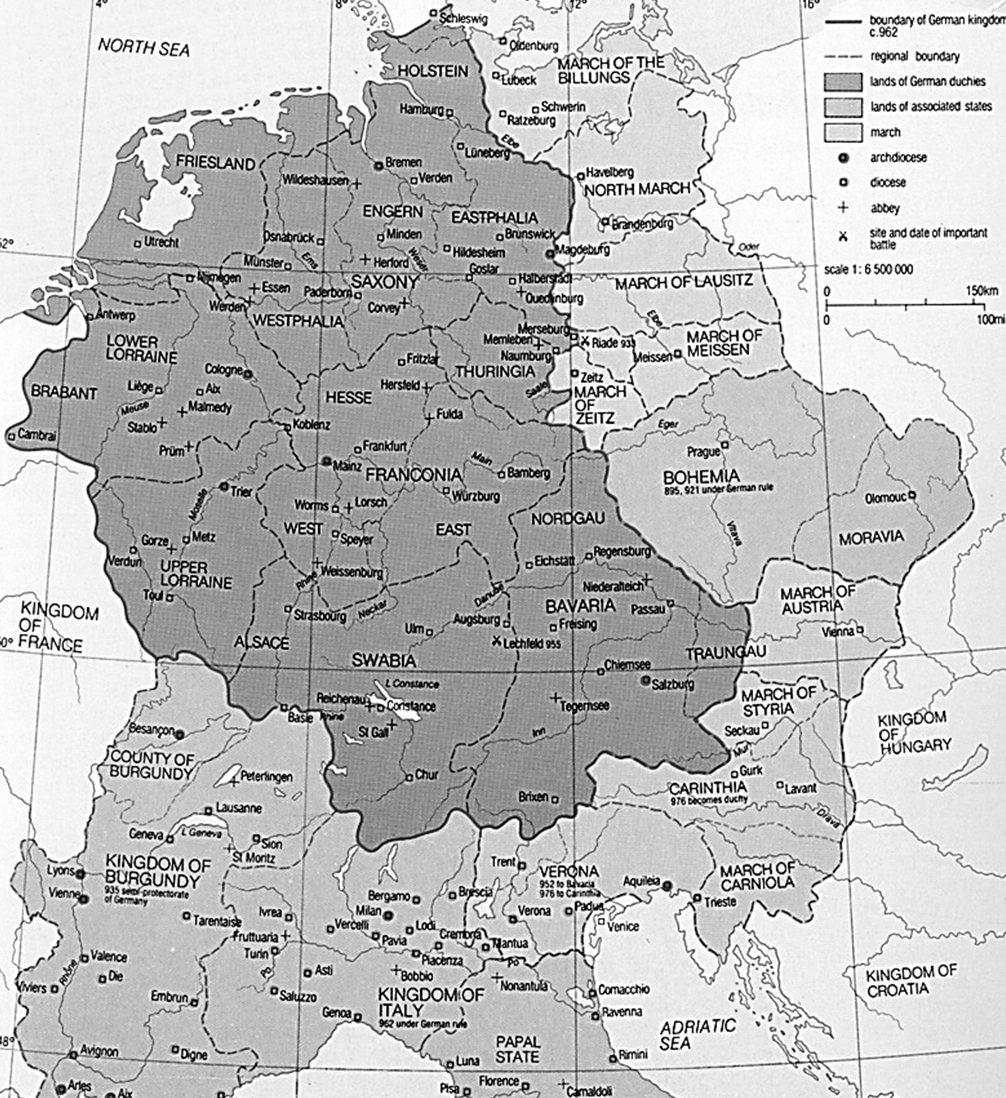 4°
8°
12°
16°
Schleswig
NORTH SEA
Oldenburg
HOLSTEIN
MARCH OF THE
BILLUNGS
Lübeck
Hamburg
Schwerin
Ratzeburg
Elbe
Lüneberg
FRIESLAND
Bremen
Wildeshausen
Verden
Havelberg
NORTH MARCH
ENGERN
EASTPHALIA
Brandenburg
Utrecht
Osnabrück
Minden
Brunswick
Magdeburg
Oder
52°
Münster
Ems
Herford
Weser
Hildesheim
Goslar
Halberstadt
Nijmegen
Essen
Paderborn
SAXONY
Quedlinburg
MARCH OF LAUSITZ
Werden
Corvey
Antwerp
WESTPHALIA
Elbe
LOWER
LORRAINE
Merseburg
Memleben
Riade 933
MARCH OF
MEISSEN
Naumburg
Meissen
Cologne
Fritzlar
THURINGIA
Zeitz
BRABANT
Liège
Aix
HESSE
Hersfeld
Saale
MARCH
OF
ZEITZ
Meuse
Malmedy
Stablo
Fulda
Koblenz
Eger
Cambrai
Prüm
Frankfurt
Prague
Mainz
FRANCONIA
Main
Bamberg
BOHEMIA
895, 921 under German rule
Trier
Moselle
Worms
Lorsch
Würzburg
Olomouc
WEST
EAST
NORDGAU
Speyer
Vltava
MORAVIA
Gorze
Metz
Verdun
UPPER
LORRAINE
Eichstätt
Regensburg
Weissenburg
Rhine
Niederalteich
Toul
Danube
BAVARIA
Passau
MARCH OF
AUSTRIA
KINGDOM
OF
FRANCE
Strasbourg
Neckar
Augsburg
Freising
Ulm
Vienna
Lechfeld 955
50°
ALSACE
TRAUNGAU
SWABIA
Chiemsee
Salzburg
L Constance
Reichenau
Constance
MARCH OF
STYRIA
Basle
Rhine
Tegernsee
St Gall
Seckau
KINGDOM
OF
HUNGARY
Besançon
Inn
Mur
COUNTY OF
BURGUNDY
Peterlingen
Chur
Gurk
CARINTHIA
976 becomes duchy
Lavant
Brixen
Lausanne
Drava
Geneva
L Geneva
Sion
St Moritz
KINGDOM OF
BURGUNDY
935 semi-protectorate
of Germany
Trent
VERONA
952 to Bavaria
976 to Carinthia
Lyons
Aquileia
MARCH OF
CARNIOLA
Vienne
Bergamo
Brescia
Trieste
Milan
Verona
Padua
Venice
Tarentaise
Ivrea
Vercelli
Lodi
Fruttuaria
Pavia
Cremona
Mantua
Turin
Piacenza
Po
Valence
Rhône
Die
Po
Asti
Bobbio
Nonantula
Viviers
Embrun
Saluzzo
KINGDOM OF
ITALY
962 under German rule
Comacchio
KINGDOM OF
CROATIA
Genoa
Ravenna
ADRIATIC
SEA
PAPAL
STATE
48°
Avignon
Digne
Luna
Rimini
Arles
Aix
Pisa
Florence
Camaldoli
boundary of German kingdom
c.962
regional boundary
lands of German duchies
lands of associated states
march
archdiocese
diocese
abbey
site and date of important
battle
scale 1: 6 500 000
0
150km
0
100mi